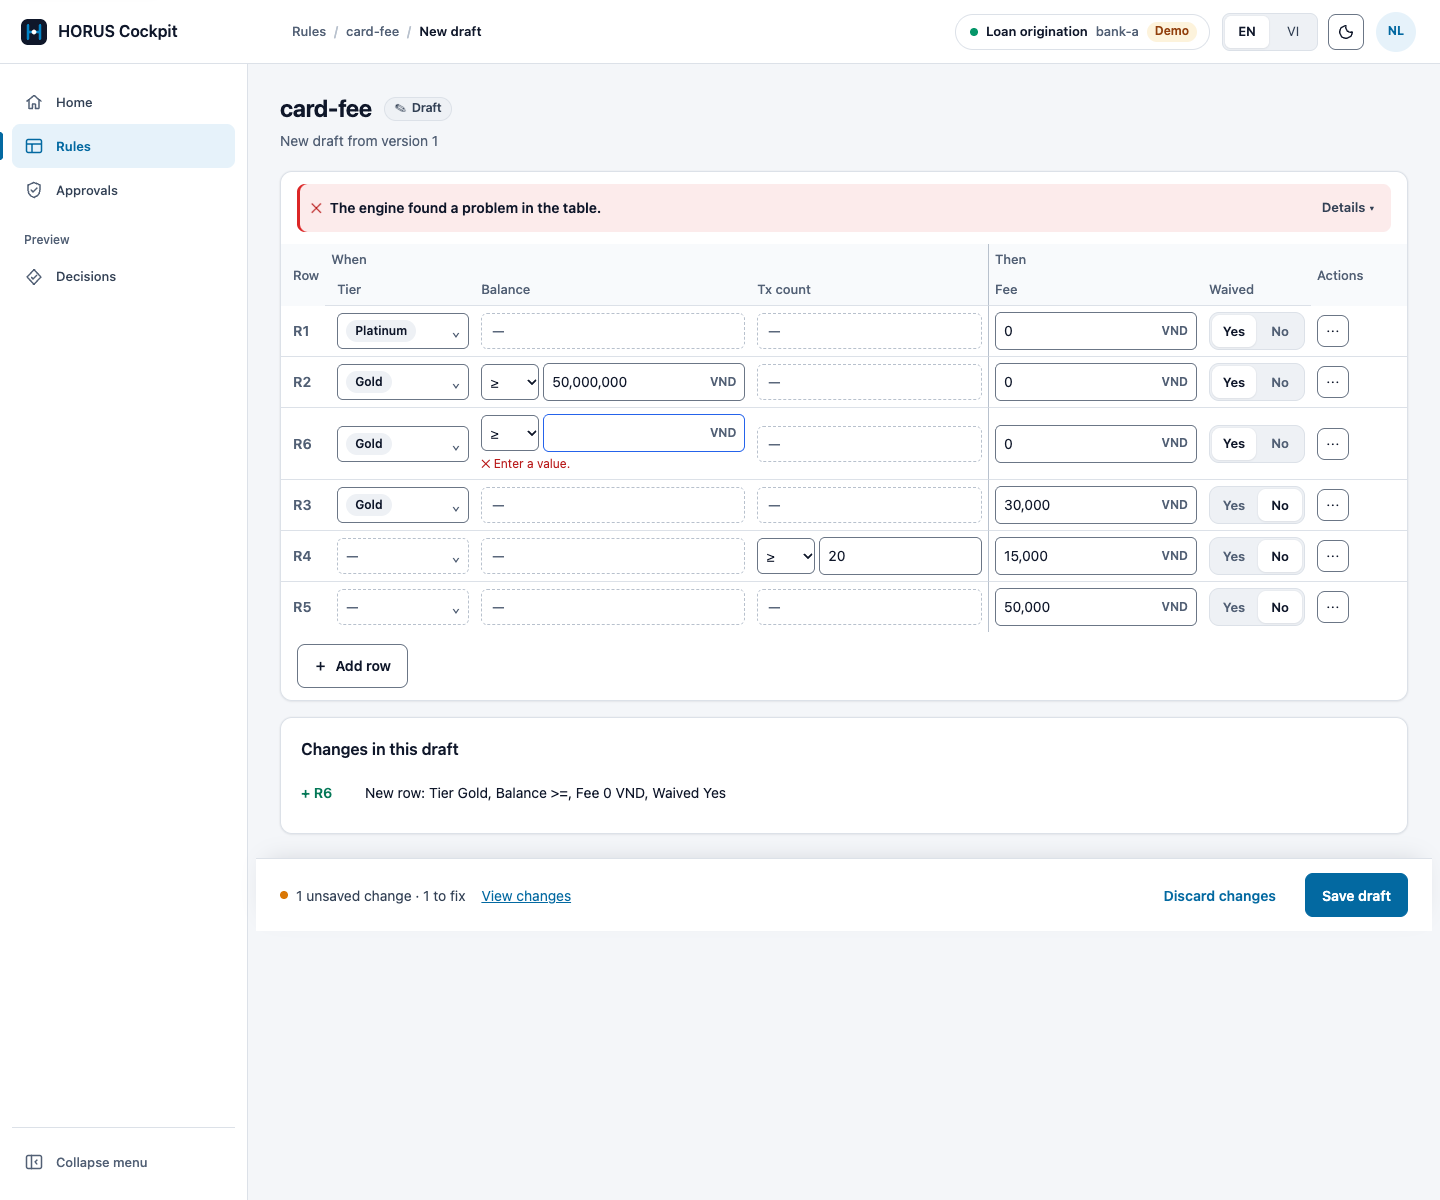 HORUS Cockpit
Rules / card-fee / New draft
Loan origination bank-a Demo
EN VI
NL
Home
Rules
Approvals
Preview
Decisions
Collapse menu
card-fee
✎ Draft
New draft from version 1
The engine found a problem in the table.
Details ▾
Row When Then Actions
Tier Balance Tx count Fee Waived
R1 Platinum — — 0 VND Yes No ...
R2 Gold ≥ 50,000,000 VND — 0 VND Yes No ...
R6 Gold ≥ VND — 0 VND Yes No ...
Enter a value.
R3 Gold — — 30,000 VND Yes No ...
R4 — — ≥ 20 15,000 VND Yes No ...
R5 — — — 50,000 VND Yes No ...
+ Add row
Changes in this draft
+ R6 New row: Tier Gold, Balance >=, Fee 0 VND, Waived Yes
1 unsaved change · 1 to fix View changes
Discard changes
Save draft